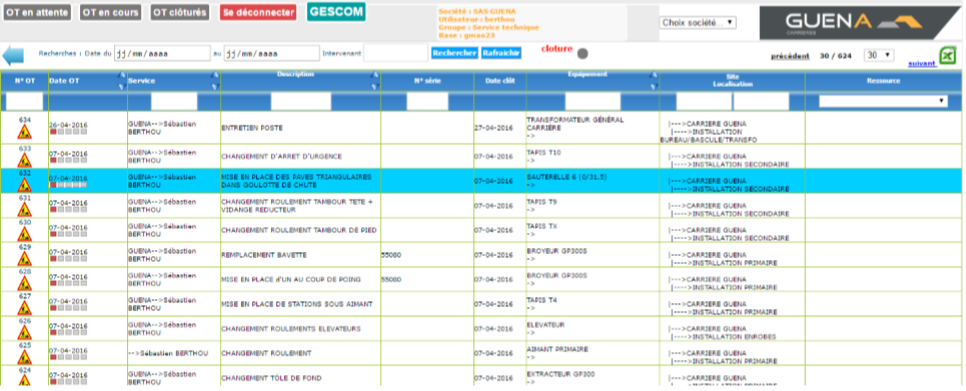 OT en attente OT en cours OT clôturés Se déconnecter GESCOM
Société : SAS GUENA
Utilisateur : berthou
Groupe : Service technique
Base : gmao23
Choix société...
GUENA
CARRIERES
Recherches : Date du jj/mm/aaaa au jj/mm/aaaa Intervenant Rechercher Rafraichir cloture
précédent 30 / 624 30 suivant
N° OT Date OT Service Description N° série Date clôt Equipement Site Localisation Ressource
634 26-04-2016 GUENA-->Sébastien BERTHOU ENTRETIEN POSTE 27-04-2016 TRANSFORMATEUR GÉNÉRAL CARRIÈRE -> |--->CARRIERE GUENA |---->INSTALLATION BUREAU/BASCULE/TRANSFO
633 07-04-2016 GUENA-->Sébastien BERTHOU CHANGEMENT D'ARRET D'URGENCE 07-04-2016 TAPIS T10 -> |--->CARRIERE GUENA |---->INSTALLATION SECONDAIRE
632 07-04-2016 GUENA-->Sébastien BERTHOU MISE EN PLACE DES PAVES TRIANGULAIRES DANS GOULOTTE DE CHUTE 07-04-2016 SAUTERELLE 6 (0/31.5) -> |--->CARRIERE GUENA |---->INSTALLATION SECONDAIRE
631 07-04-2016 GUENA-->Sébastien BERTHOU CHANGEMENT ROULEMENT TAMBOUR TETE + VIDANGE REDUCTEUR 07-04-2016 TAPIS T9 -> |--->CARRIERE GUENA |---->INSTALLATION SECONDAIRE
630 07-04-2016 GUENA-->Sébastien BERTHOU CHANGEMENT ROULEMENT TAMBOUR DE PIED 07-04-2016 TAPIS TX -> |--->CARRIERE GUENA |---->INSTALLATION SECONDAIRE
629 07-04-2016 GUENA-->Sébastien BERTHOU REMPLACEMENT BAVETTE 55080 07-04-2016 BROYEUR GP300S -> |--->CARRIERE GUENA |---->INSTALLATION PRIMAIRE
628 07-04-2016 GUENA-->Sébastien BERTHOU MISE EN PLACE d'UN AU COUP DE POING 55080 07-04-2016 BROYEUR GP300S -> |--->CARRIERE GUENA |---->INSTALLATION PRIMAIRE
627 07-04-2016 GUENA-->Sébastien BERTHOU MISE EN PLACE DE STATIONS SOUS AIMANT 07-04-2016 TAPIS T4 -> |--->CARRIERE GUENA |---->INSTALLATION PRIMAIRE
626 07-04-2016 GUENA-->Sébastien BERTHOU CHANGEMENT ROULEMENTS ELEVATEURS 07-04-2016 ELEVATEUR -> |--->CARRIERE GUENA |---->INSTALLATION ENROBES
625 07-04-2016 -->Sébastien BERTHOU CHANGEMENT ROULEMENT 07-04-2016 AIMANT PRIMAIRE -> |--->CARRIERE GUENA |---->INSTALLATION PRIMAIRE
624 07-04-2016 GUENA-->Sébastien BERTHOU CHANGEMENT TÔLE DE FOND 07-04-2016 EXTRACTEUR GP300 -> |--->CARRIERE GUENA |---->INSTALLATION PRIMAIRE